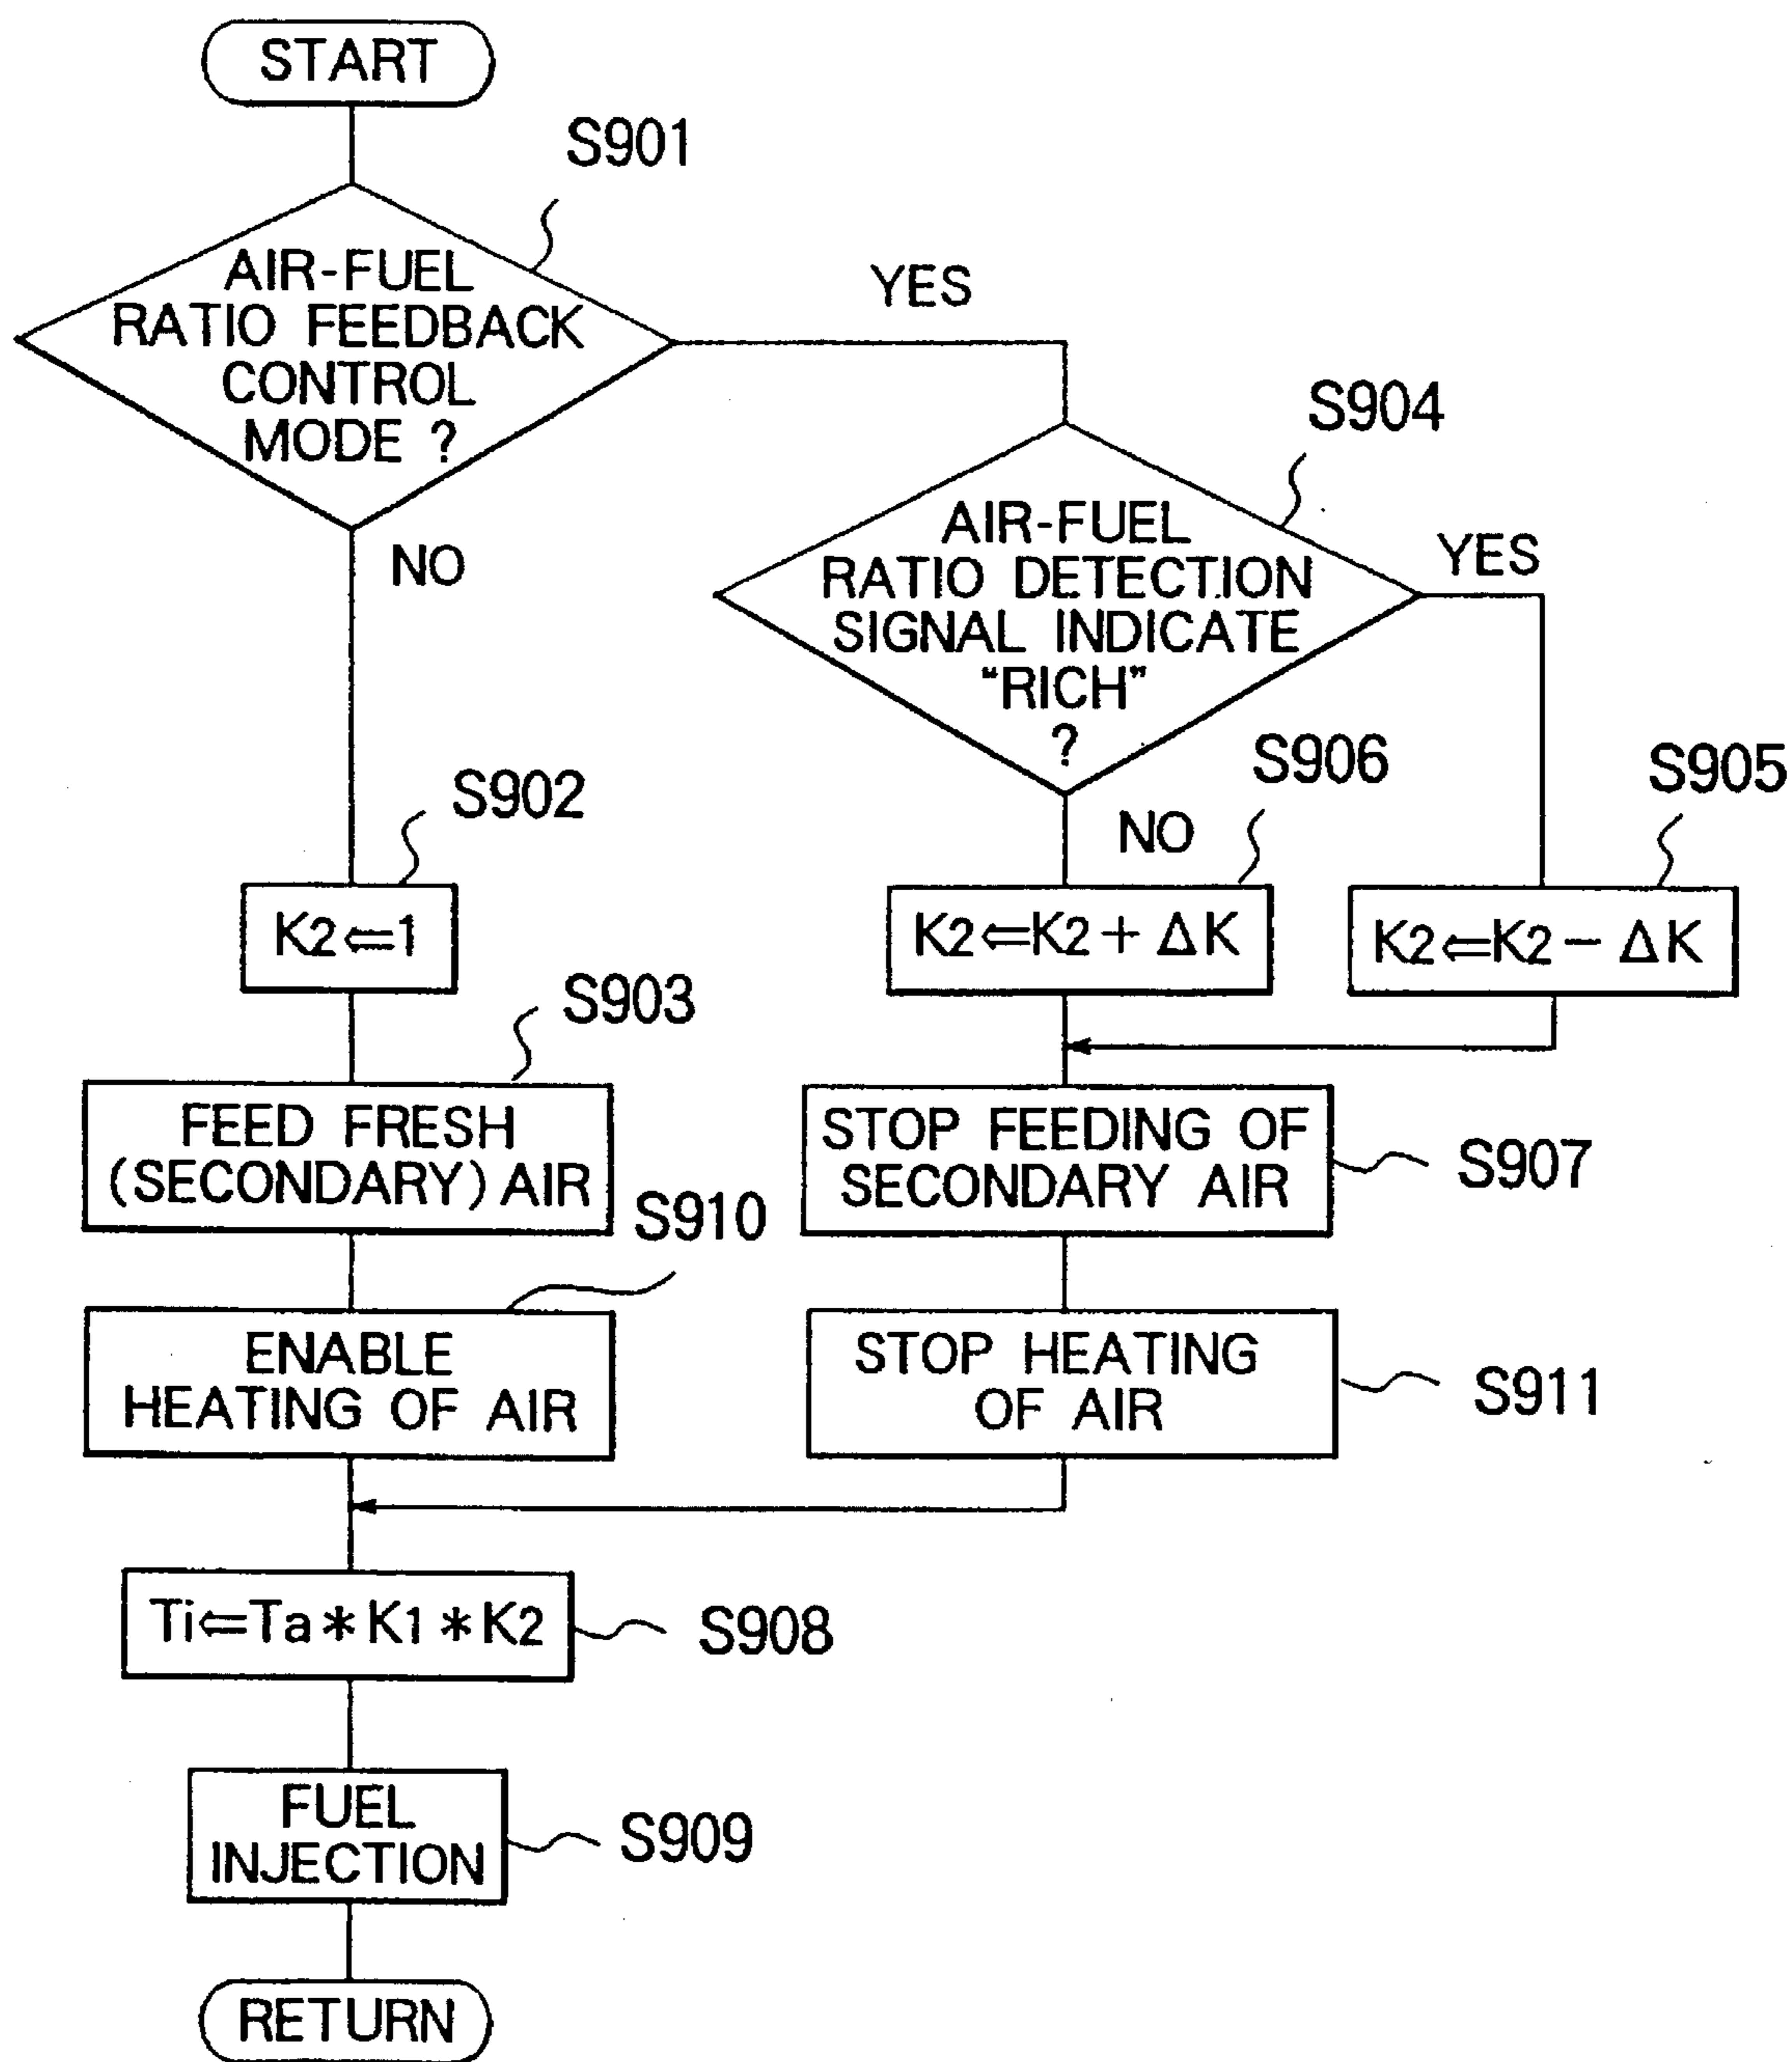 START
S901
AIR-FUEL
RATIO FEEDBACK
CONTROL
MODE ?
YES
NO
S904
AIR-FUEL
RATIO DETECTION
SIGNAL INDICATE
“RICH”
?
YES
NO
S906
S905
S902
K2⇐1
K2⇐K2 + ΔK
K2⇐K2 − ΔK
S903
FEED FRESH
(SECONDARY) AIR
STOP FEEDING OF
SECONDARY AIR
S907
S910
ENABLE
HEATING OF AIR
STOP HEATING
OF AIR
S911
Ti⇐Ta * K1 * K2
S908
FUEL
INJECTION
S909
RETURN